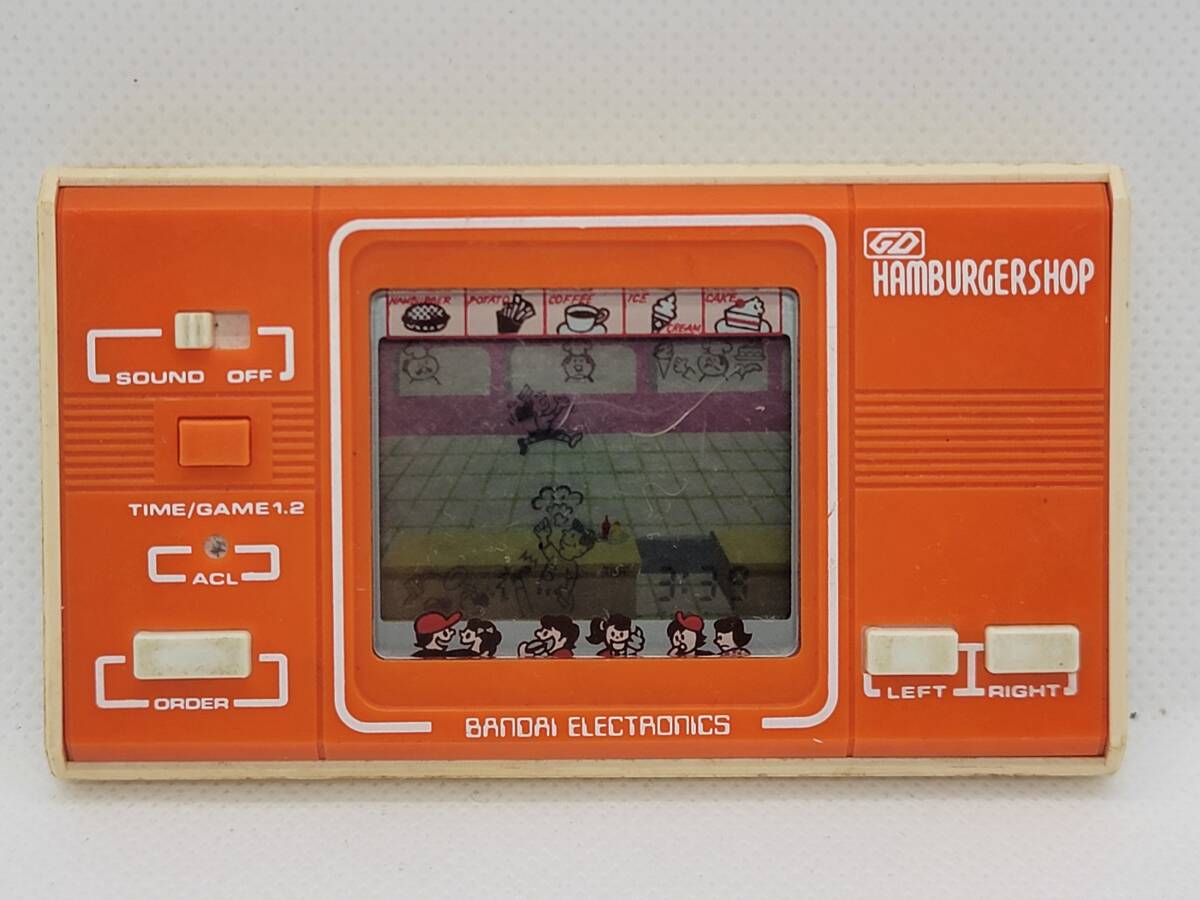 GD
HAMBURGERSHOP
HAMBURGER
POTATO
COFFEE
ICE
CREAM
CAKE
SOUND OFF
TIME/GAME 1.2
ACL
ORDER
LEFT RIGHT
BANDAI ELECTRONICS